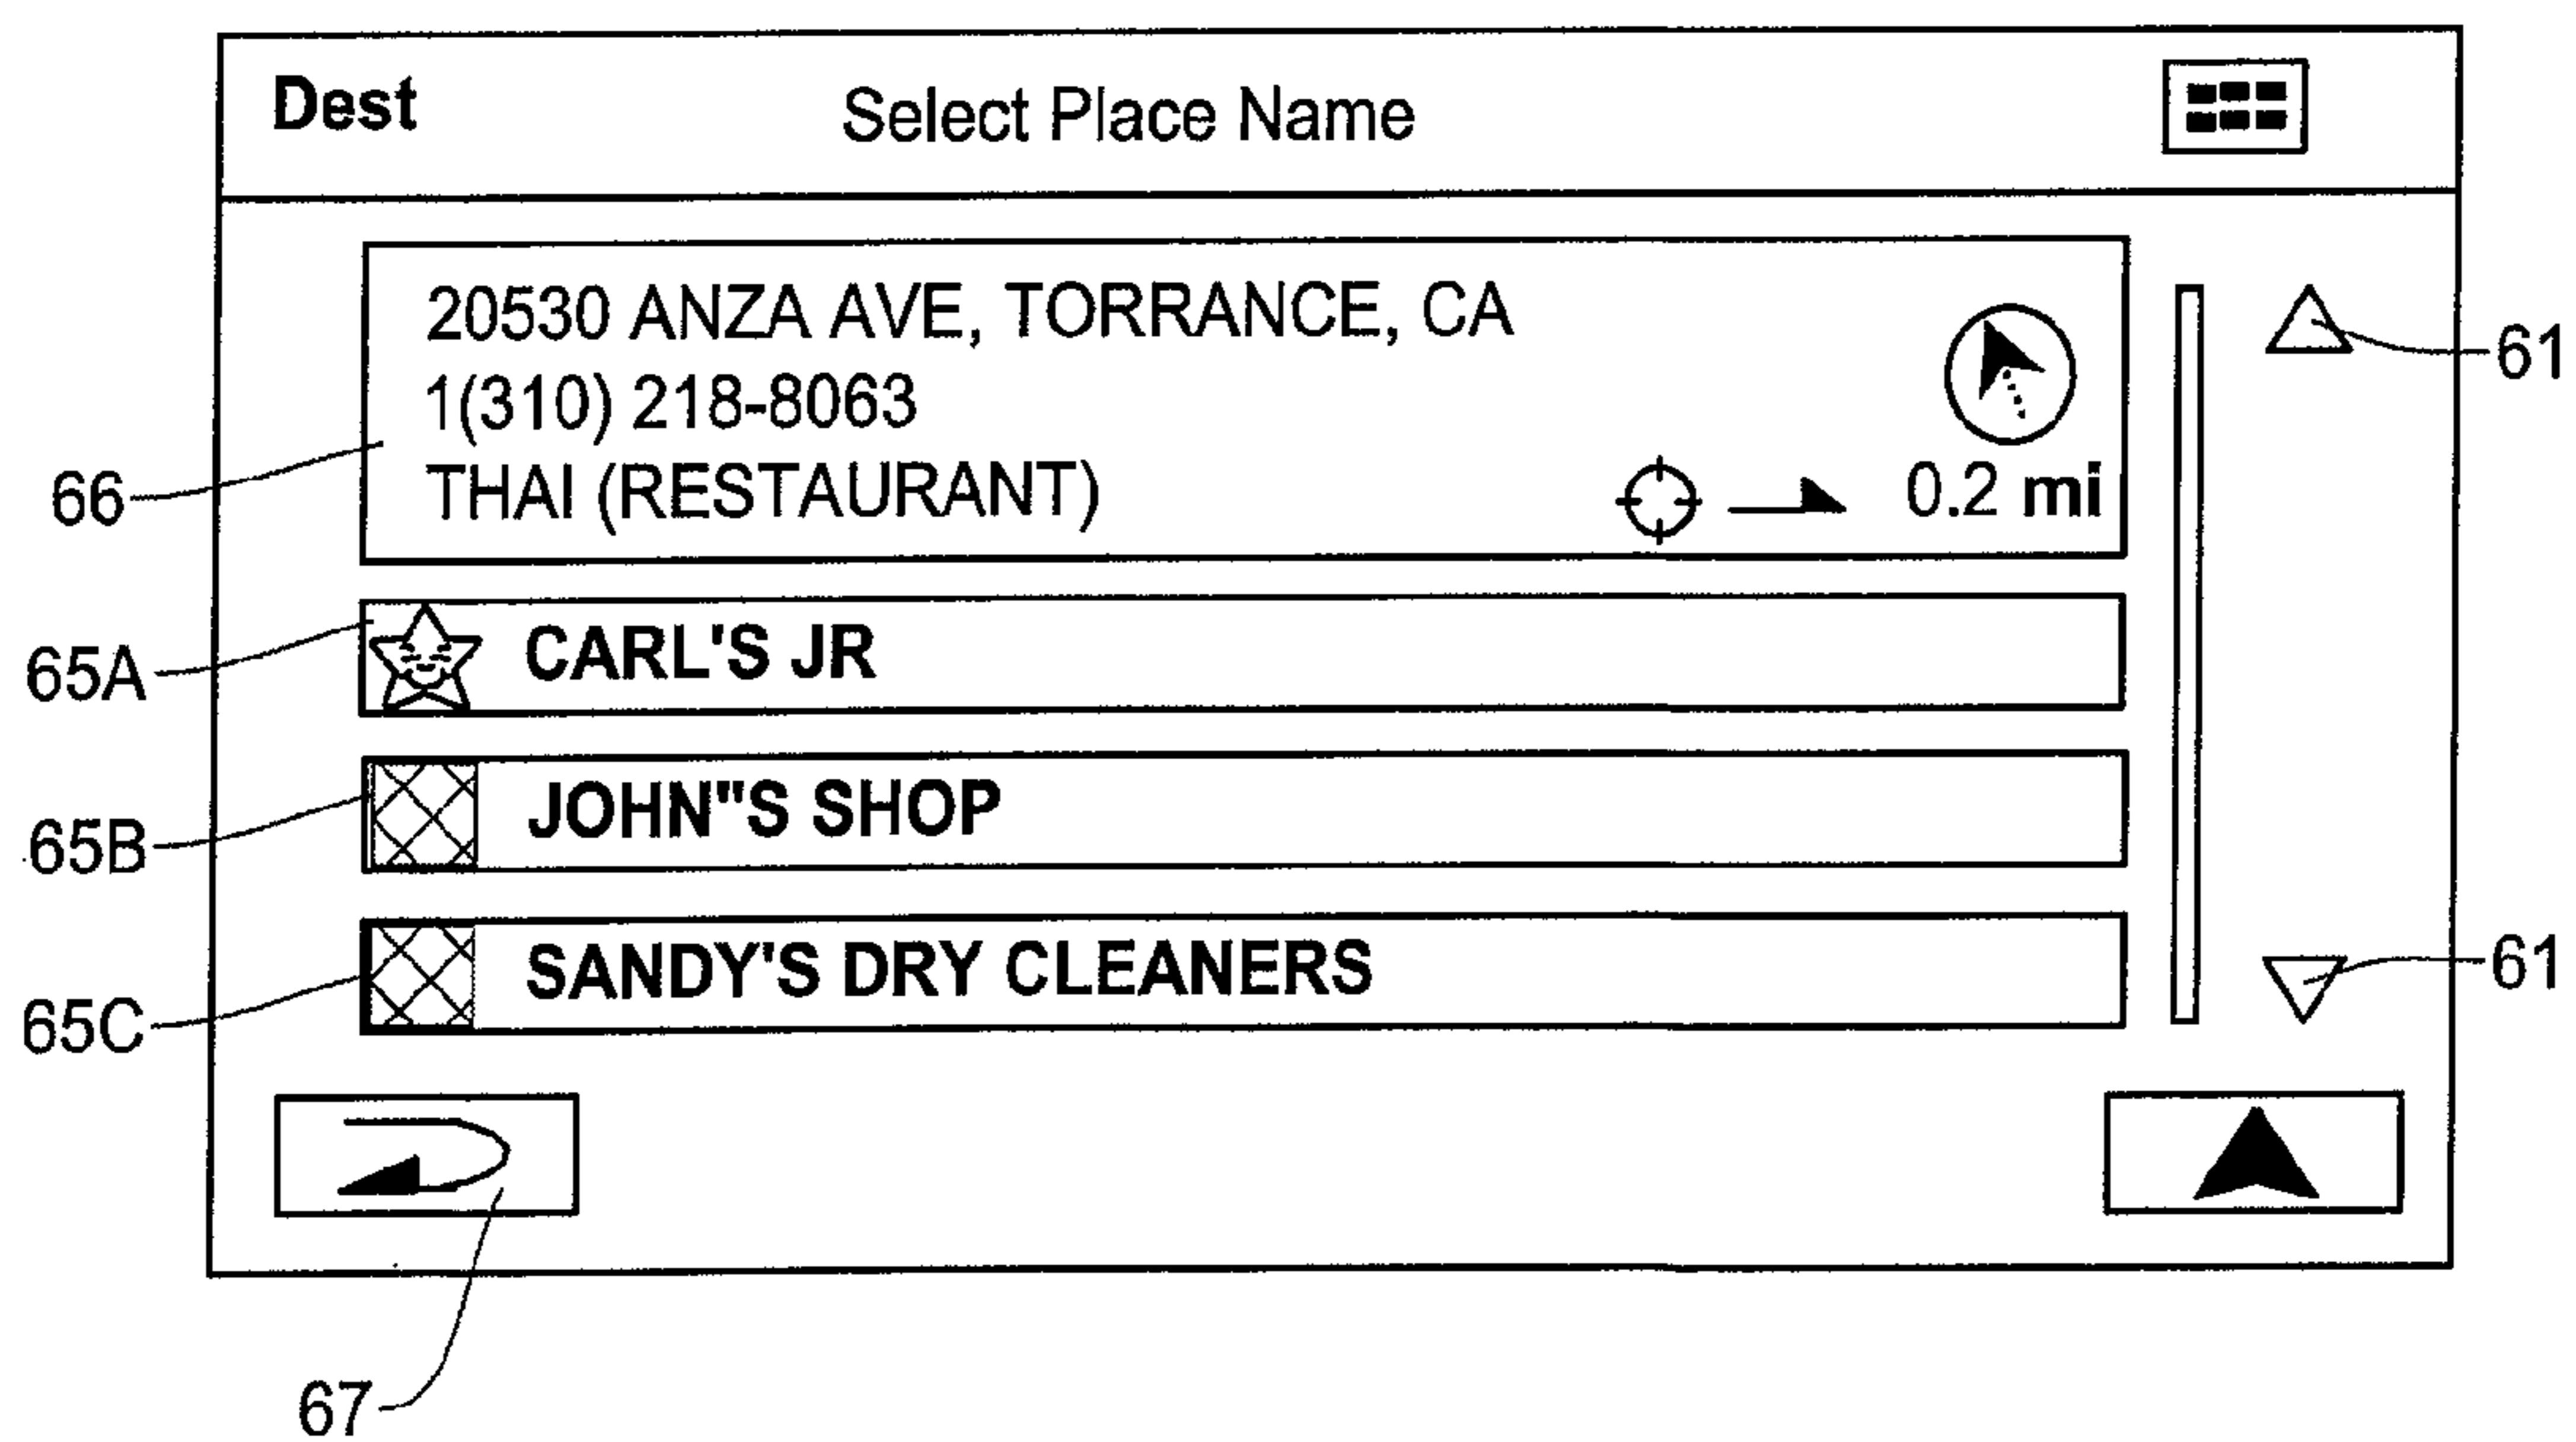 Dest
Select Place Name
20530 ANZA AVE, TORRANCE, CA
1(310) 218-8063
THAI (RESTAURANT)
0.2 mi
61
66
CARL'S JR
65A
JOHN"S SHOP
65B
SANDY'S DRY CLEANERS
61
65C
67